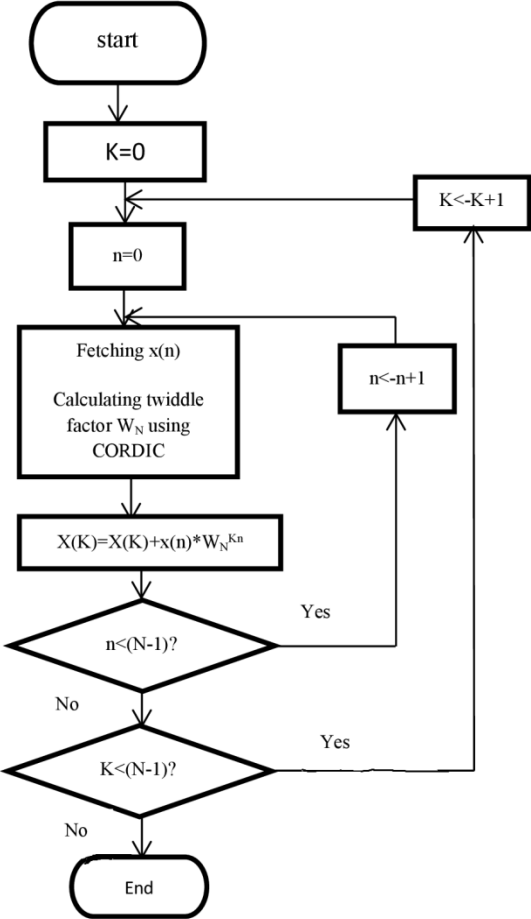 start
K=0
K<-K+1
n=0
Fetching x(n)
n<-n+1
Calculating twiddle
factor W_N using
CORDIC
X(K)=X(K)+x(n)*W_N^Kn
Yes
n<(N-1)?
No
Yes
K<(N-1)?
No
End